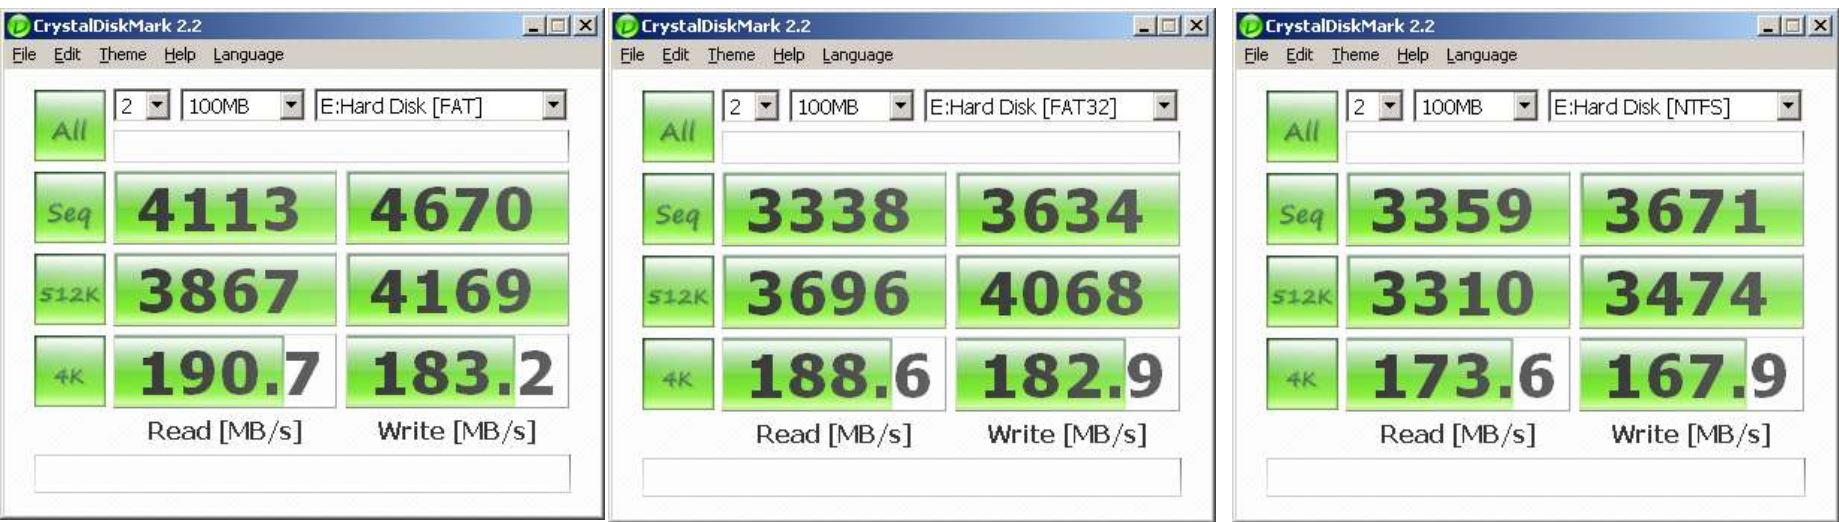 CrystalDiskMark 2.2
File Edit Theme Help Language
All 2 100MB E:Hard Disk [FAT]
Seq 4113 4670
512K 3867 4169
4K 190.7 183.2
Read [MB/s] Write [MB/s]
CrystalDiskMark 2.2
File Edit Theme Help Language
All 2 100MB E:Hard Disk [FAT32]
Seq 3338 3634
512K 3696 4068
4K 188.6 182.9
Read [MB/s] Write [MB/s]
CrystalDiskMark 2.2
File Edit Theme Help Language
All 2 100MB E:Hard Disk [NTFS]
Seq 3359 3671
512K 3310 3474
4K 173.6 167.9
Read [MB/s] Write [MB/s]